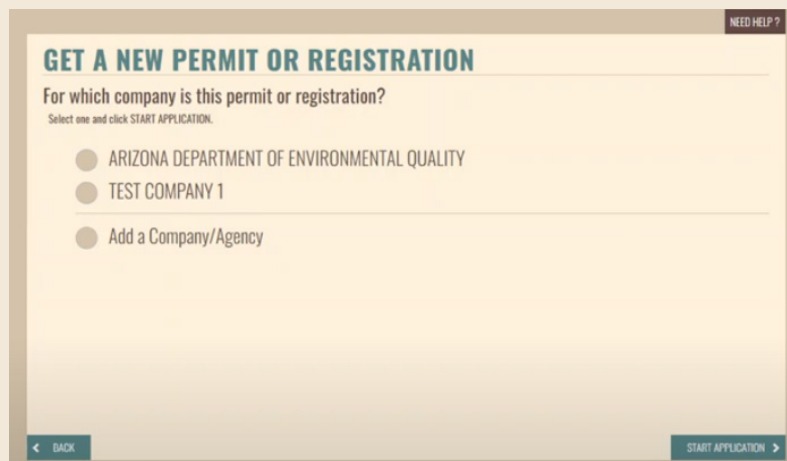 NEED HELP ?
GET A NEW PERMIT OR REGISTRATION
For which company is this permit or registration?
Select one and click START APPLICATION.
ARIZONA DEPARTMENT OF ENVIRONMENTAL QUALITY
TEST COMPANY 1
Add a Company/Agency
BACK
START APPLICATION